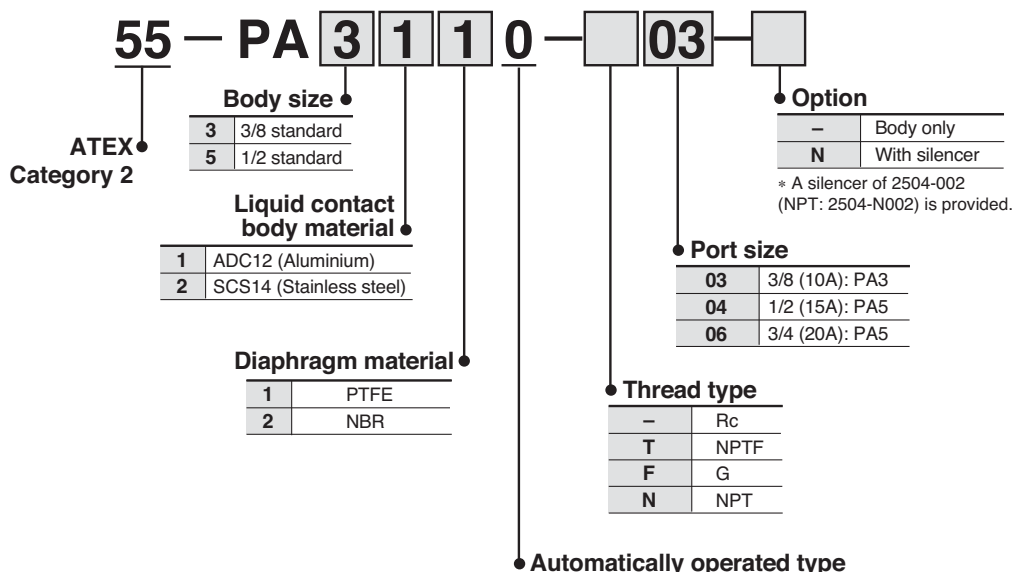 55 — PA 3 1 1 0 — 03 —
Body size
3 3/8 standard
5 1/2 standard
ATEX
Category 2
Liquid contact
body material
1 ADC12 (Aluminium)
2 SCS14 (Stainless steel)
Diaphragm material
1 PTFE
2 NBR
Option
– Body only
N With silencer
* A silencer of 2504-002
(NPT: 2504-N002) is provided.
Port size
03 3/8 (10A): PA3
04 1/2 (15A): PA5
06 3/4 (20A): PA5
Thread type
– Rc
T NPTF
F G
N NPT
Automatically operated type